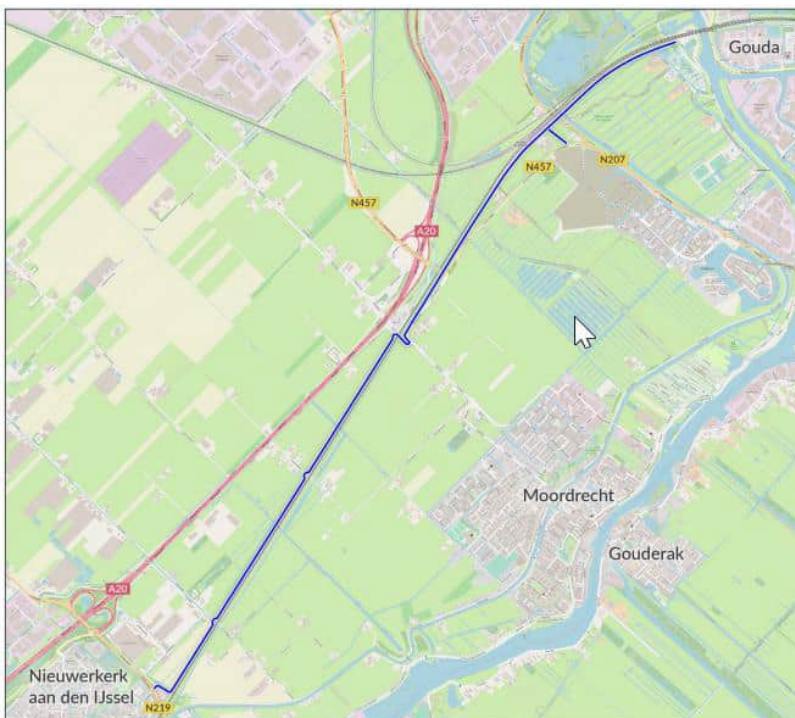 Gouda
N457
N207
N457
A20
Moordrecht
Gouderak
A20
Nieuwerkerk
aan den IJssel
N219